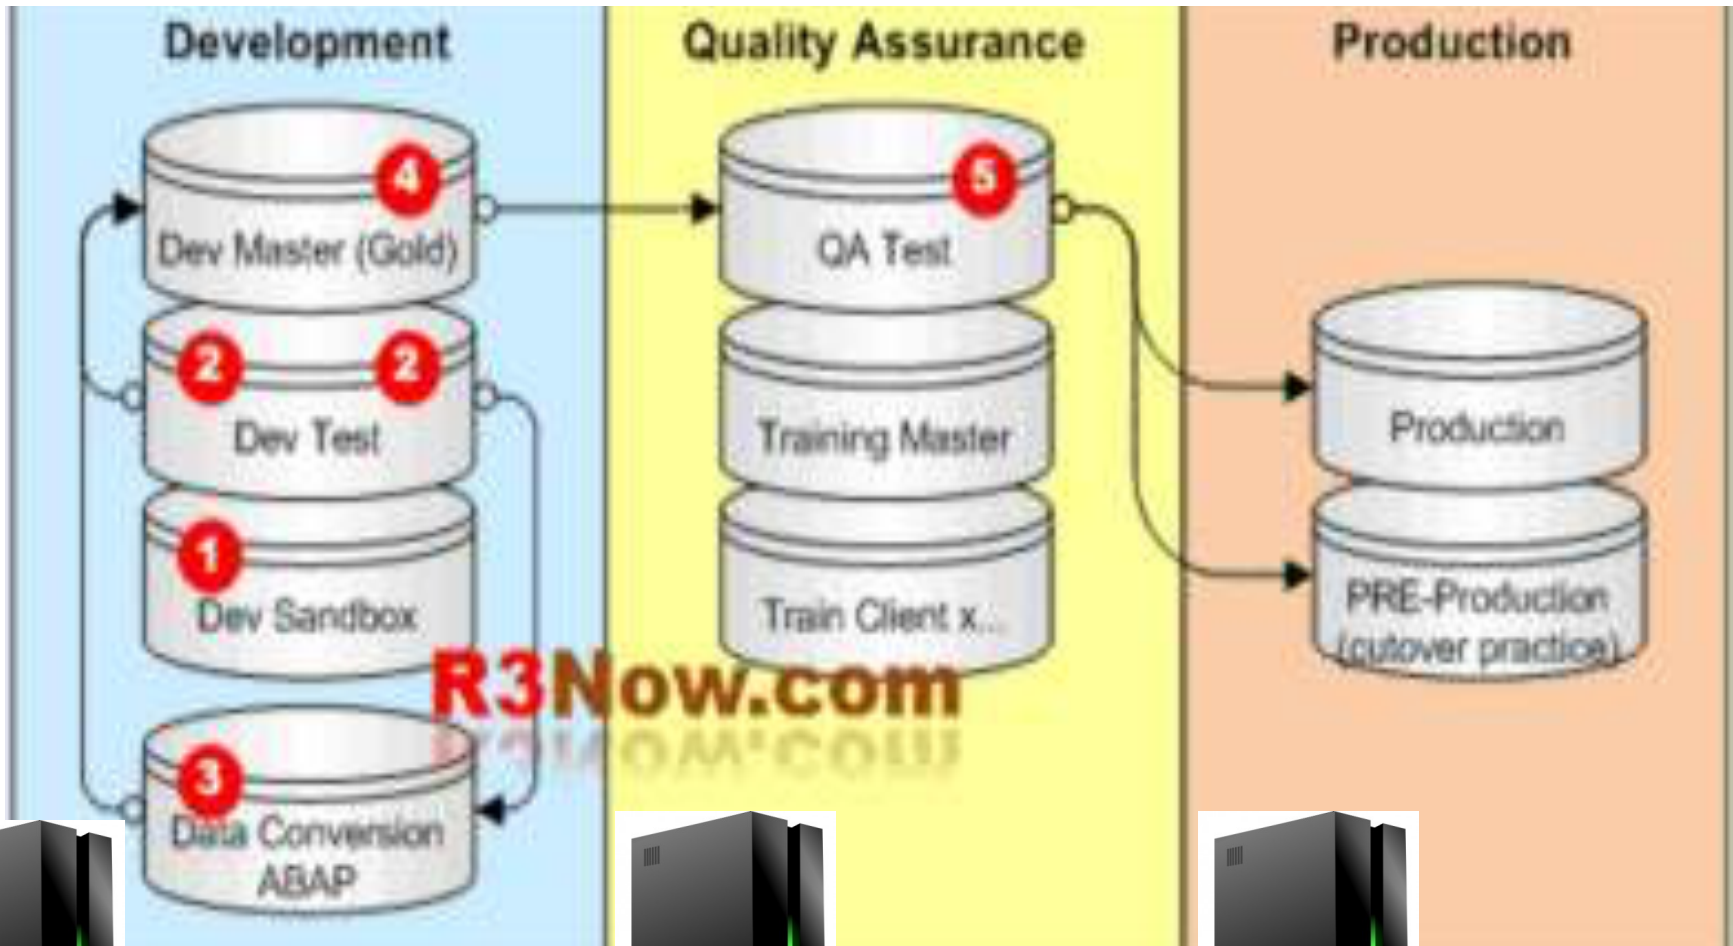 Development
Quality Assurance
Production
4
Dev Master (Gold)
5
QA Test
2
2
Dev Test
Training Master
Production
1
Dev Sandbox
Train Client x...
PRE-Production
(cutover practice)
R3Now.com
3
Data Conversion
ABAP